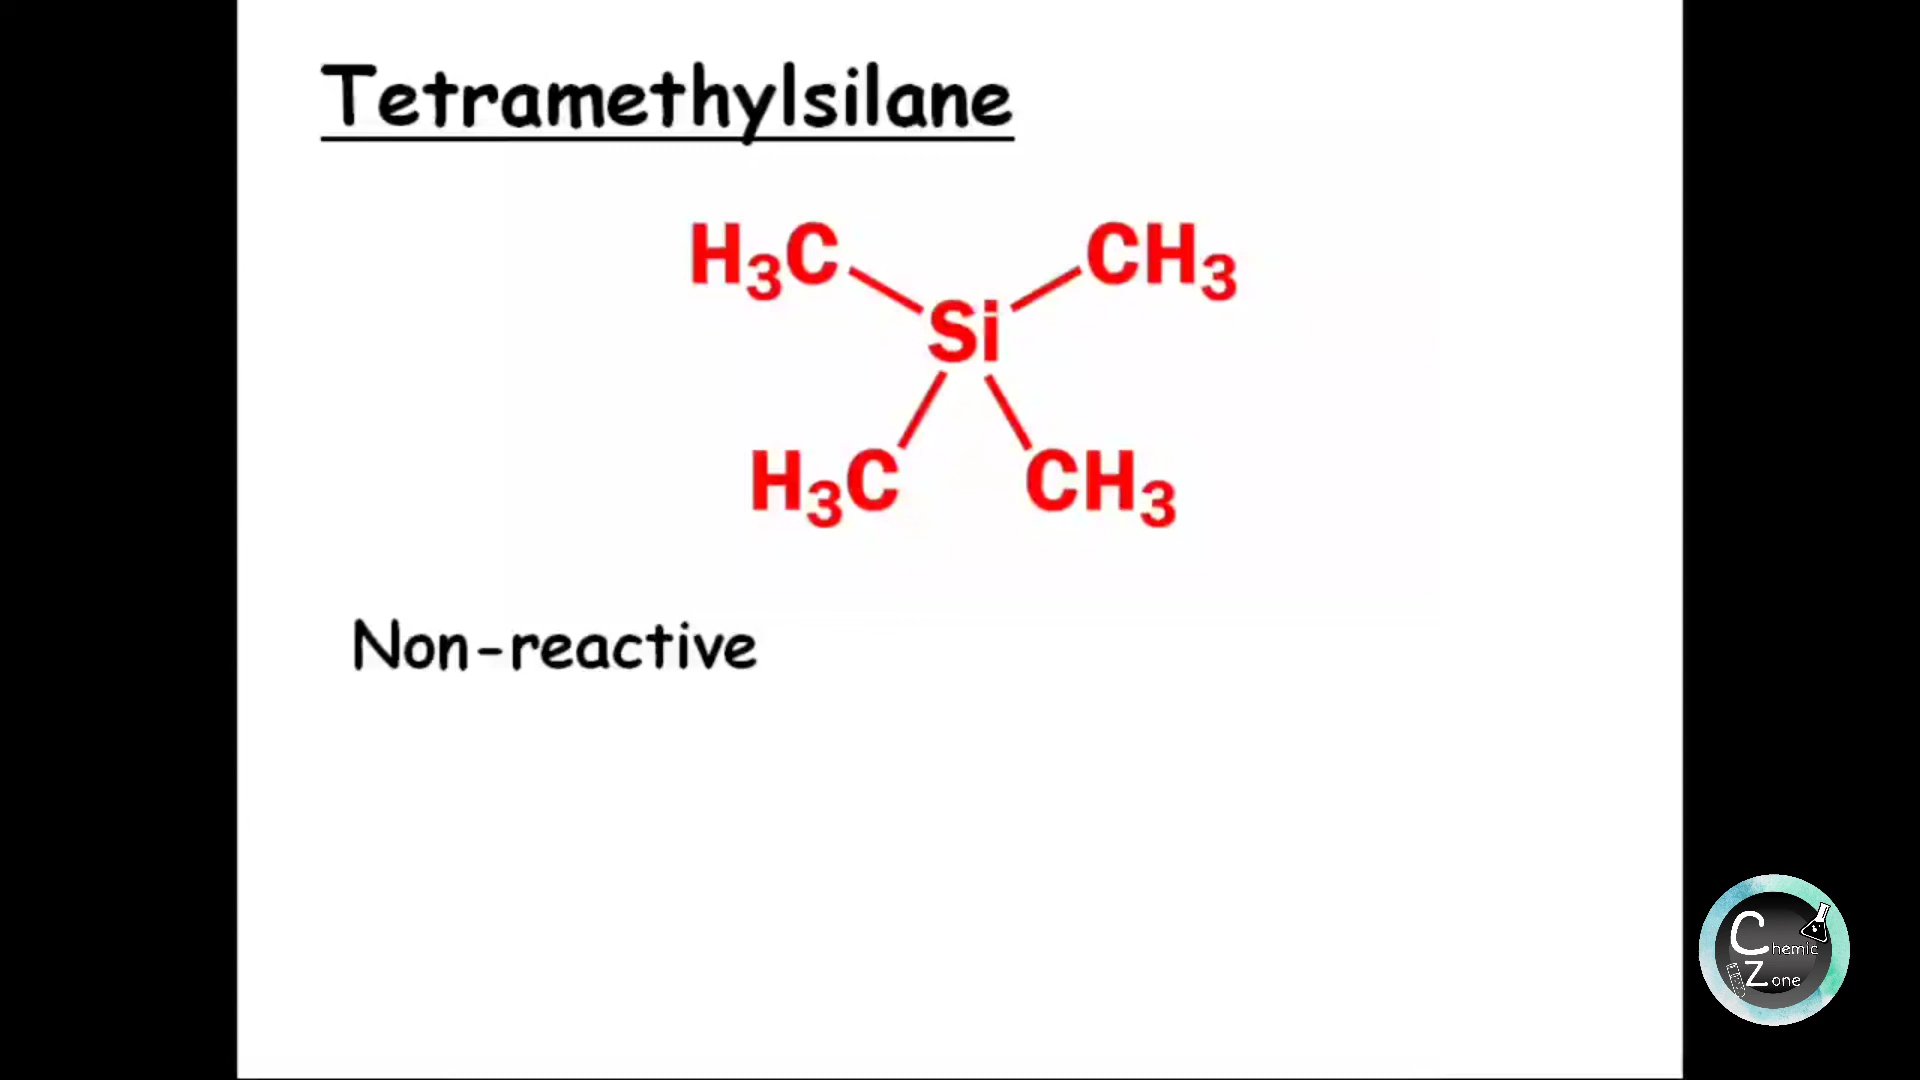 Tetramethylsilane
H3C CH3
Si
H3C CH3
Non-reactive
Chemic
Zone